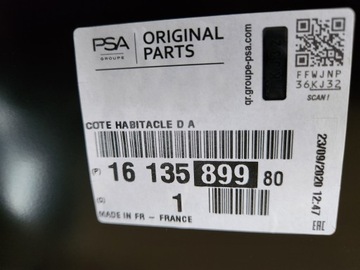 PSA
GROUPE
ORIGINAL
PARTS
qr.groupe-psa.com
FFWJNP
36KJ32
SCAN!
COTE HABITACLE D A
(P) 16 135 899 80
(Q) 1
MADE IN FR - FRANCE
23/09/2020 12:47
EAC